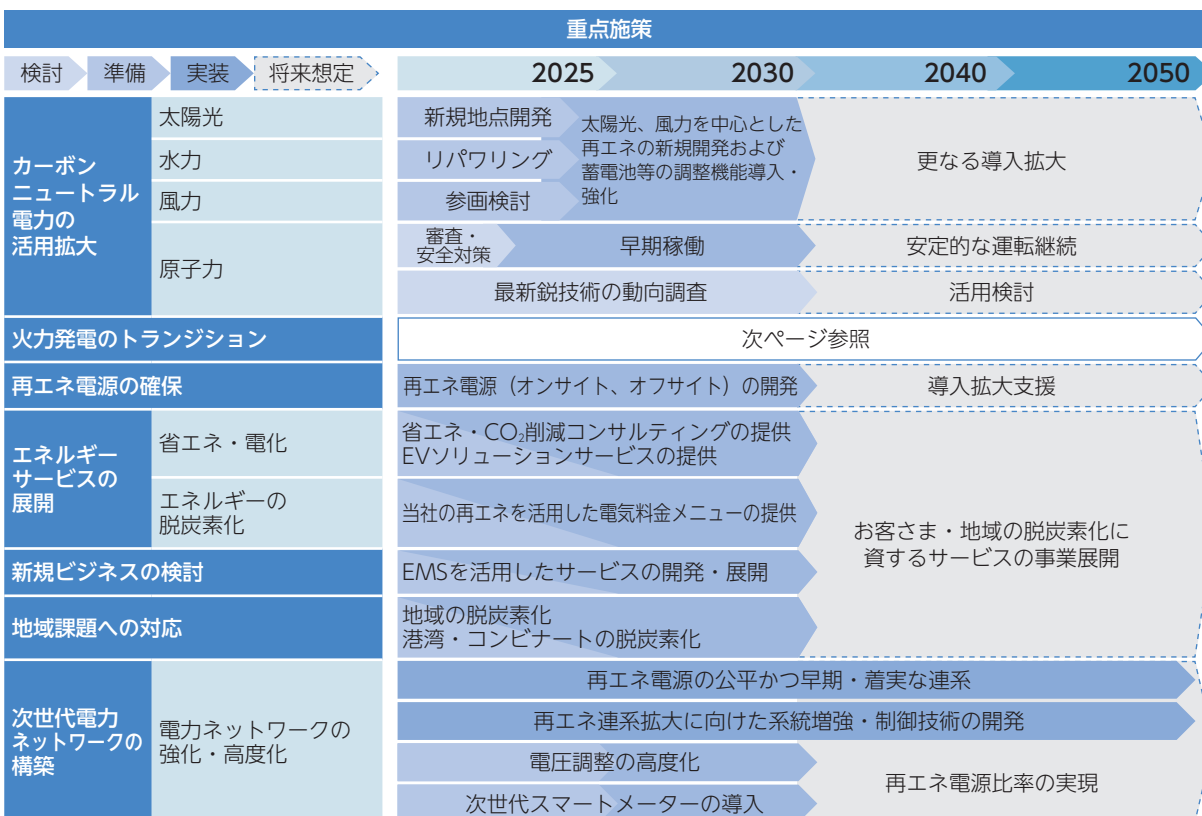 重点施策
検討 準備 実装 将来想定 2025 2030 2040 2050
カーボン
ニュートラル
電力の
活用拡大
太陽光
新規地点開発
水力
リパワリング
風力
参画検討
太陽光、風力を中心とした
再エネの新規開発および
蓄電池等の調整機能導入・
強化
更なる導入拡大
原子力
審査・
安全対策
早期稼働
安定的な運転継続
最新鋭技術の動向調査
活用検討
火力発電のトランジション
次ページ参照
再エネ電源の確保
再エネ電源（オンサイト、オフサイト）の開発
導入拡大支援
エネルギー
サービスの
展開
省エネ・電化
省エネ・CO₂削減コンサルティングの提供
EVソリューションサービスの提供
エネルギーの
脱炭素化
当社の再エネを活用した電気料金メニューの提供
お客さま・地域の脱炭素化に
資するサービスの事業展開
新規ビジネスの検討
EMSを活用したサービスの開発・展開
地域課題への対応
地域の脱炭素化
港湾・コンビナートの脱炭素化
次世代電力
ネットワークの
構築
電力ネットワークの
強化・高度化
再エネ電源の公平かつ早期・着実な連系
再エネ連系拡大に向けた系統増強・制御技術の開発
電圧調整の高度化
次世代スマートメーターの導入
再エネ電源比率の実現